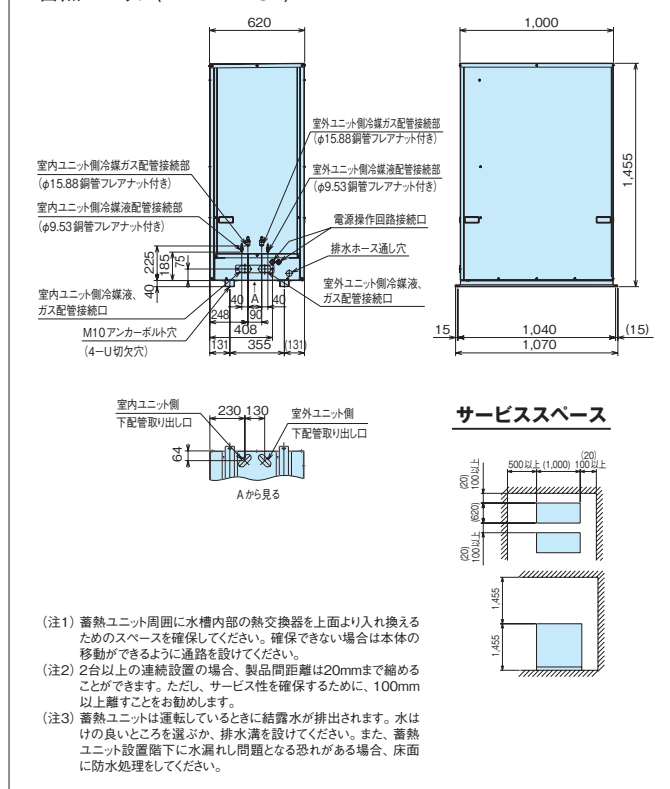 620
1,000
室外ユニット側冷媒ガス配管接続部
(φ15.88銅管フレアナット付き)
室内ユニット側冷媒ガス配管接続部
(φ15.88銅管フレアナット付き)
室外ユニット側冷媒液配管接続部
(φ9.53銅管フレアナット付き)
室内ユニット側冷媒液配管接続部
(φ9.53銅管フレアナット付き)
電源操作回路接続口
排水ホース通し穴
1,455
225
185
75
40
室内ユニット側冷媒液、
ガス配管接続口
室外ユニット側冷媒液、
ガス配管接続口
40 A 40
248 90
M10アンカーボルト穴
(4-U切欠穴)
408
(131) 355 (131)
15 1,040 (15)
1,070
室内ユニット側
下配管取り出し口
230 130
室外ユニット側
下配管取り出し口
64
Aから見る
サービススペース
500以上 (1,000) (20) 100以上
(20) 100以上
(620)
(20) 100以上
1,455
1,455
(注1) 蓄熱ユニット周囲に水槽内部の熱交換器を上面より入れ換える
ためのスペースを確保してください。確保できない場合は本体の
移動ができるように通路を設けてください。
(注2) 2台以上の連続設置の場合、製品間距離は20mmまで縮める
ことができます。ただし、サービス性を確保するために、100mm
以上離すことをお勧めします。
(注3) 蓄熱ユニットは運転しているときに結露水が排出されます。水は
けの良いところを選ぶか、排水溝を設けてください。また、蓄熱
ユニット設置階下に水漏れし問題となる恐れがある場合、床面
に防水処理をしてください。